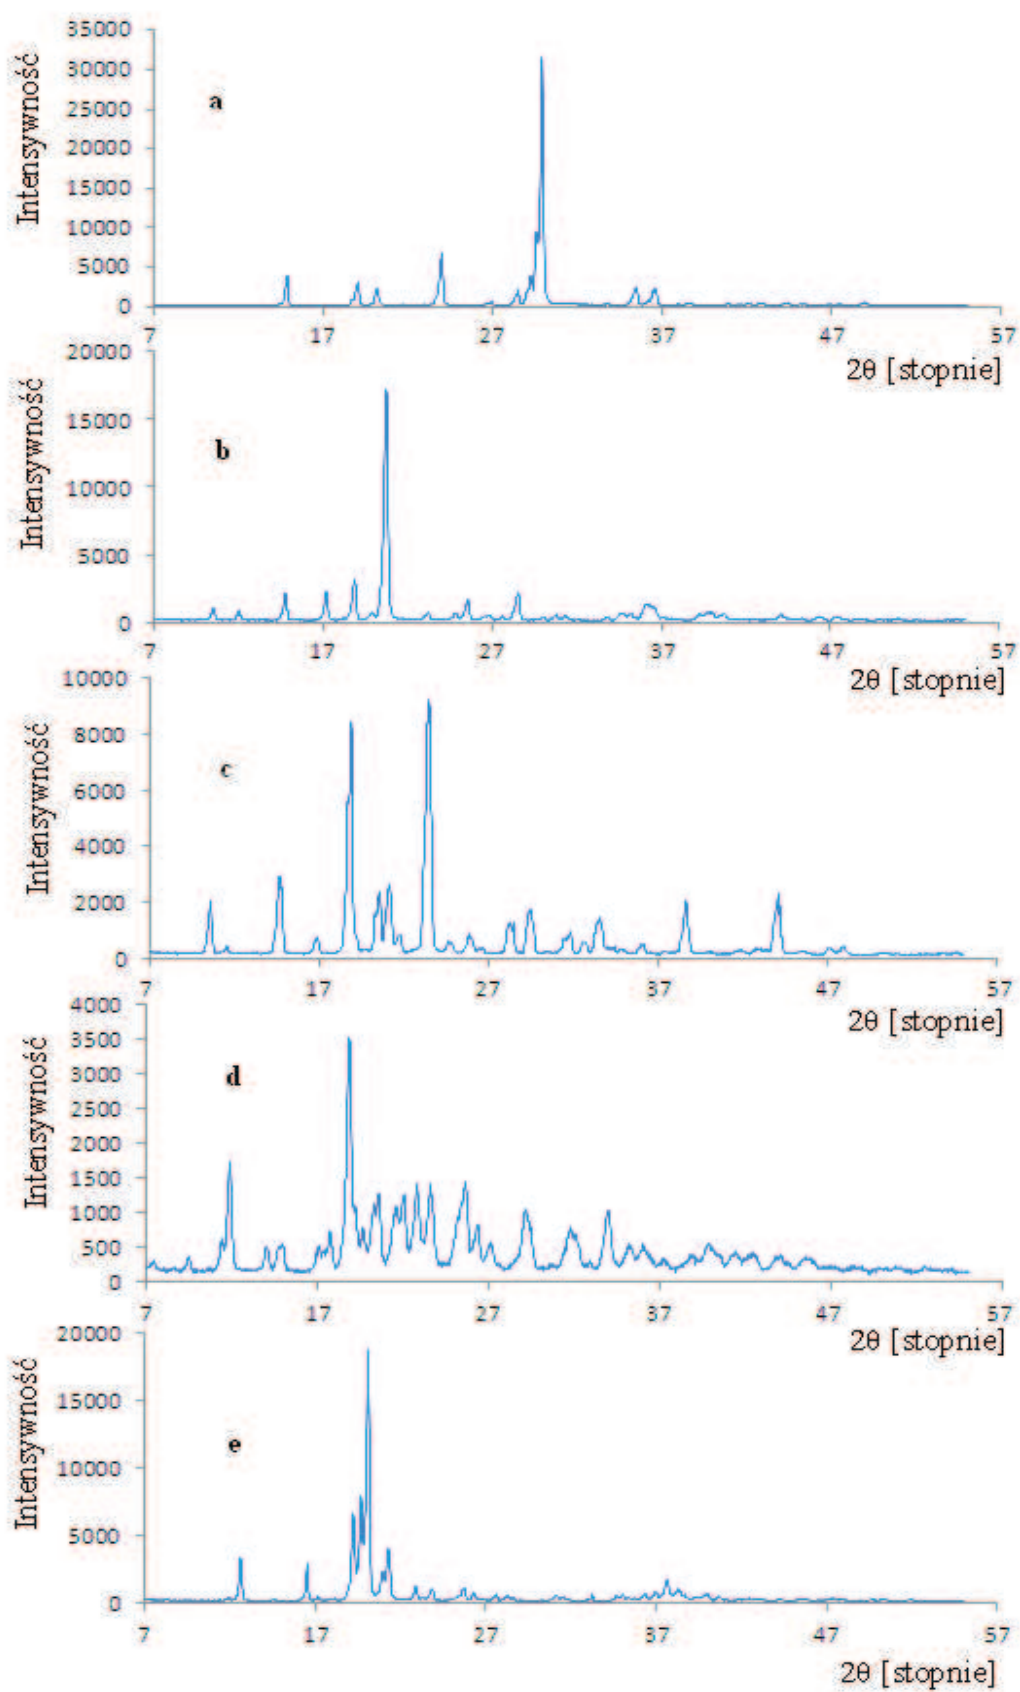 35000
30000
25000
20000
15000
10000
5000
0
Intensywność
a
7 17 27 37 47 57
2θ [stopnie]
20000
15000
10000
5000
0
Intensywność
b
7 17 27 37 47 57
2θ [stopnie]
10000
8000
6000
4000
2000
0
Intensywność
c
7 17 27 37 47 57
2θ [stopnie]
4000
3500
3000
2500
2000
1500
1000
500
0
Intensywność
d
7 17 27 37 47 57
2θ [stopnie]
20000
15000
10000
5000
0
Intensywność
e
7 17 27 37 47 57
2θ [stopnie]